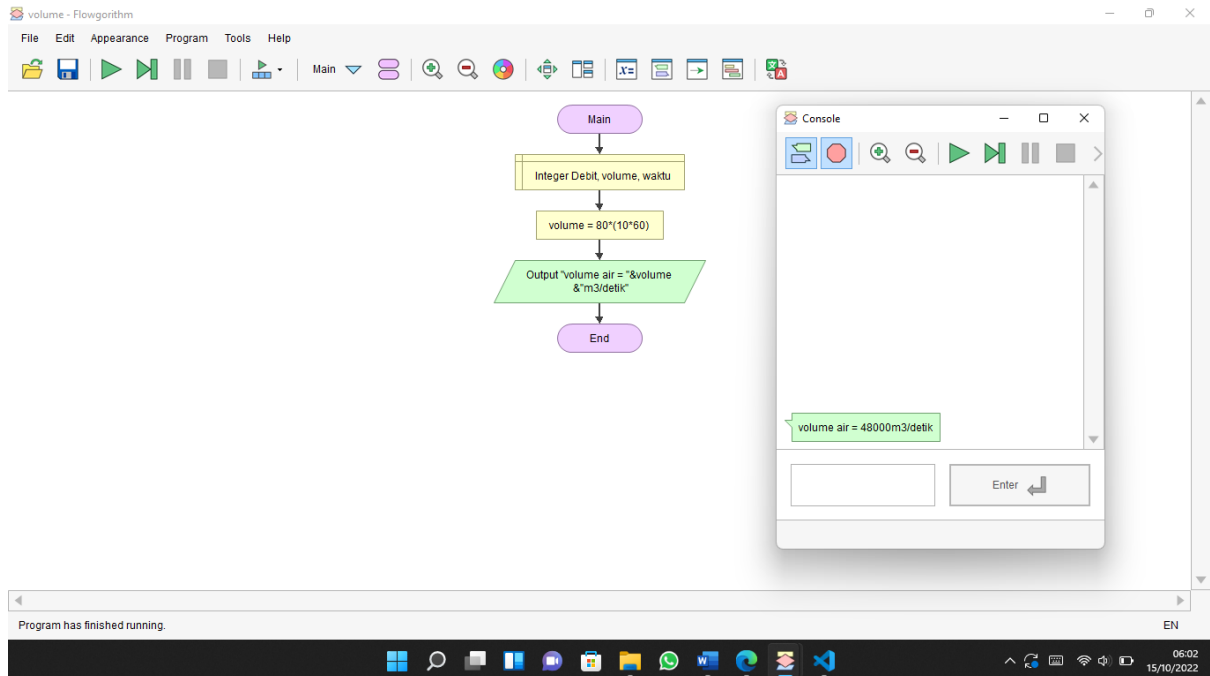 volume - Flowgorithm
File Edit Appearance Program Tools Help
Main
Main
Integer Debit, volume, waktu
volume = 80*(10*60)
Output "volume air = "&volume
&"m3/detik"
End
Console
volume air = 48000m3/detik
Enter
Program has finished running.
EN
06:02
15/10/2022